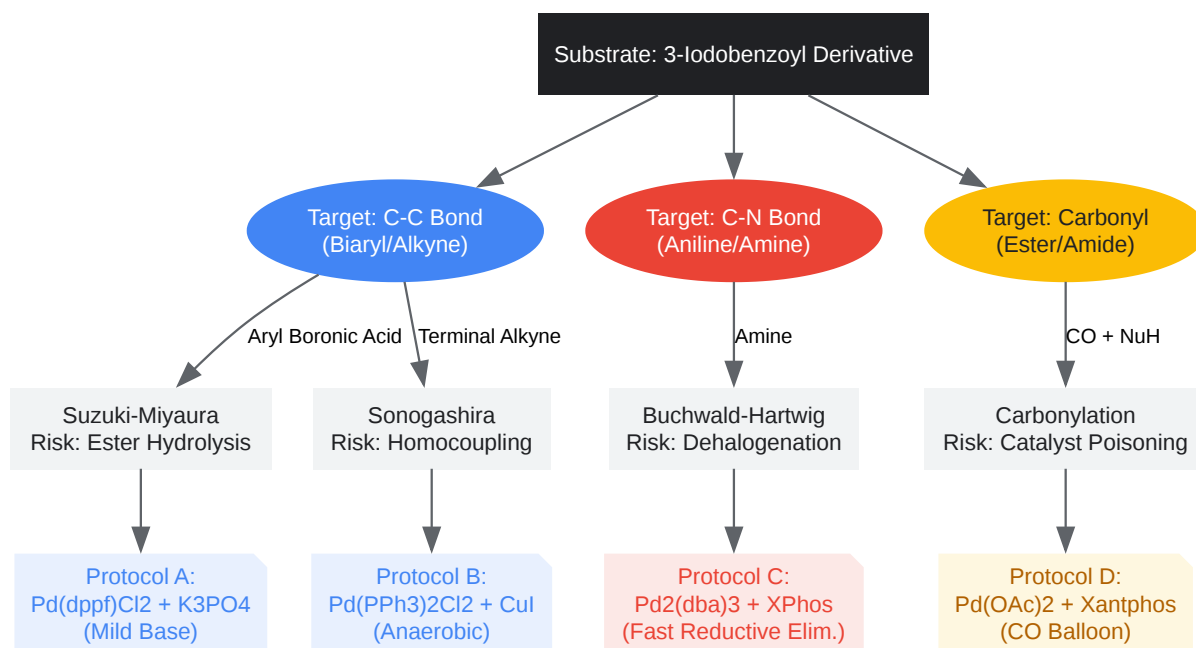 Substrate: 3-Iodobenzoyl Derivative
Target: C-C Bond
(Biaryl/Alkyne)
Target: C-N Bond
(Aniline/Amine)
Target: Carbonyl
(Ester/Amide)
Aryl Boronic Acid
Terminal Alkyne
Amine
CO + NuH
Suzuki-Miyaura
Risk: Ester Hydrolysis
Sonogashira
Risk: Homocoupling
Buchwald-Hartwig
Risk: Dehalogenation
Carbonylation
Risk: Catalyst Poisoning
Protocol A:
Pd(dppf)Cl2 + K3PO4
(Mild Base)
Protocol B:
Pd(PPh3)2Cl2 + CuI
(Anaerobic)
Protocol C:
Pd2(dba)3 + XPhos
(Fast Reductive Elim.)
Protocol D:
Pd(OAc)2 + Xantphos
(CO Balloon)